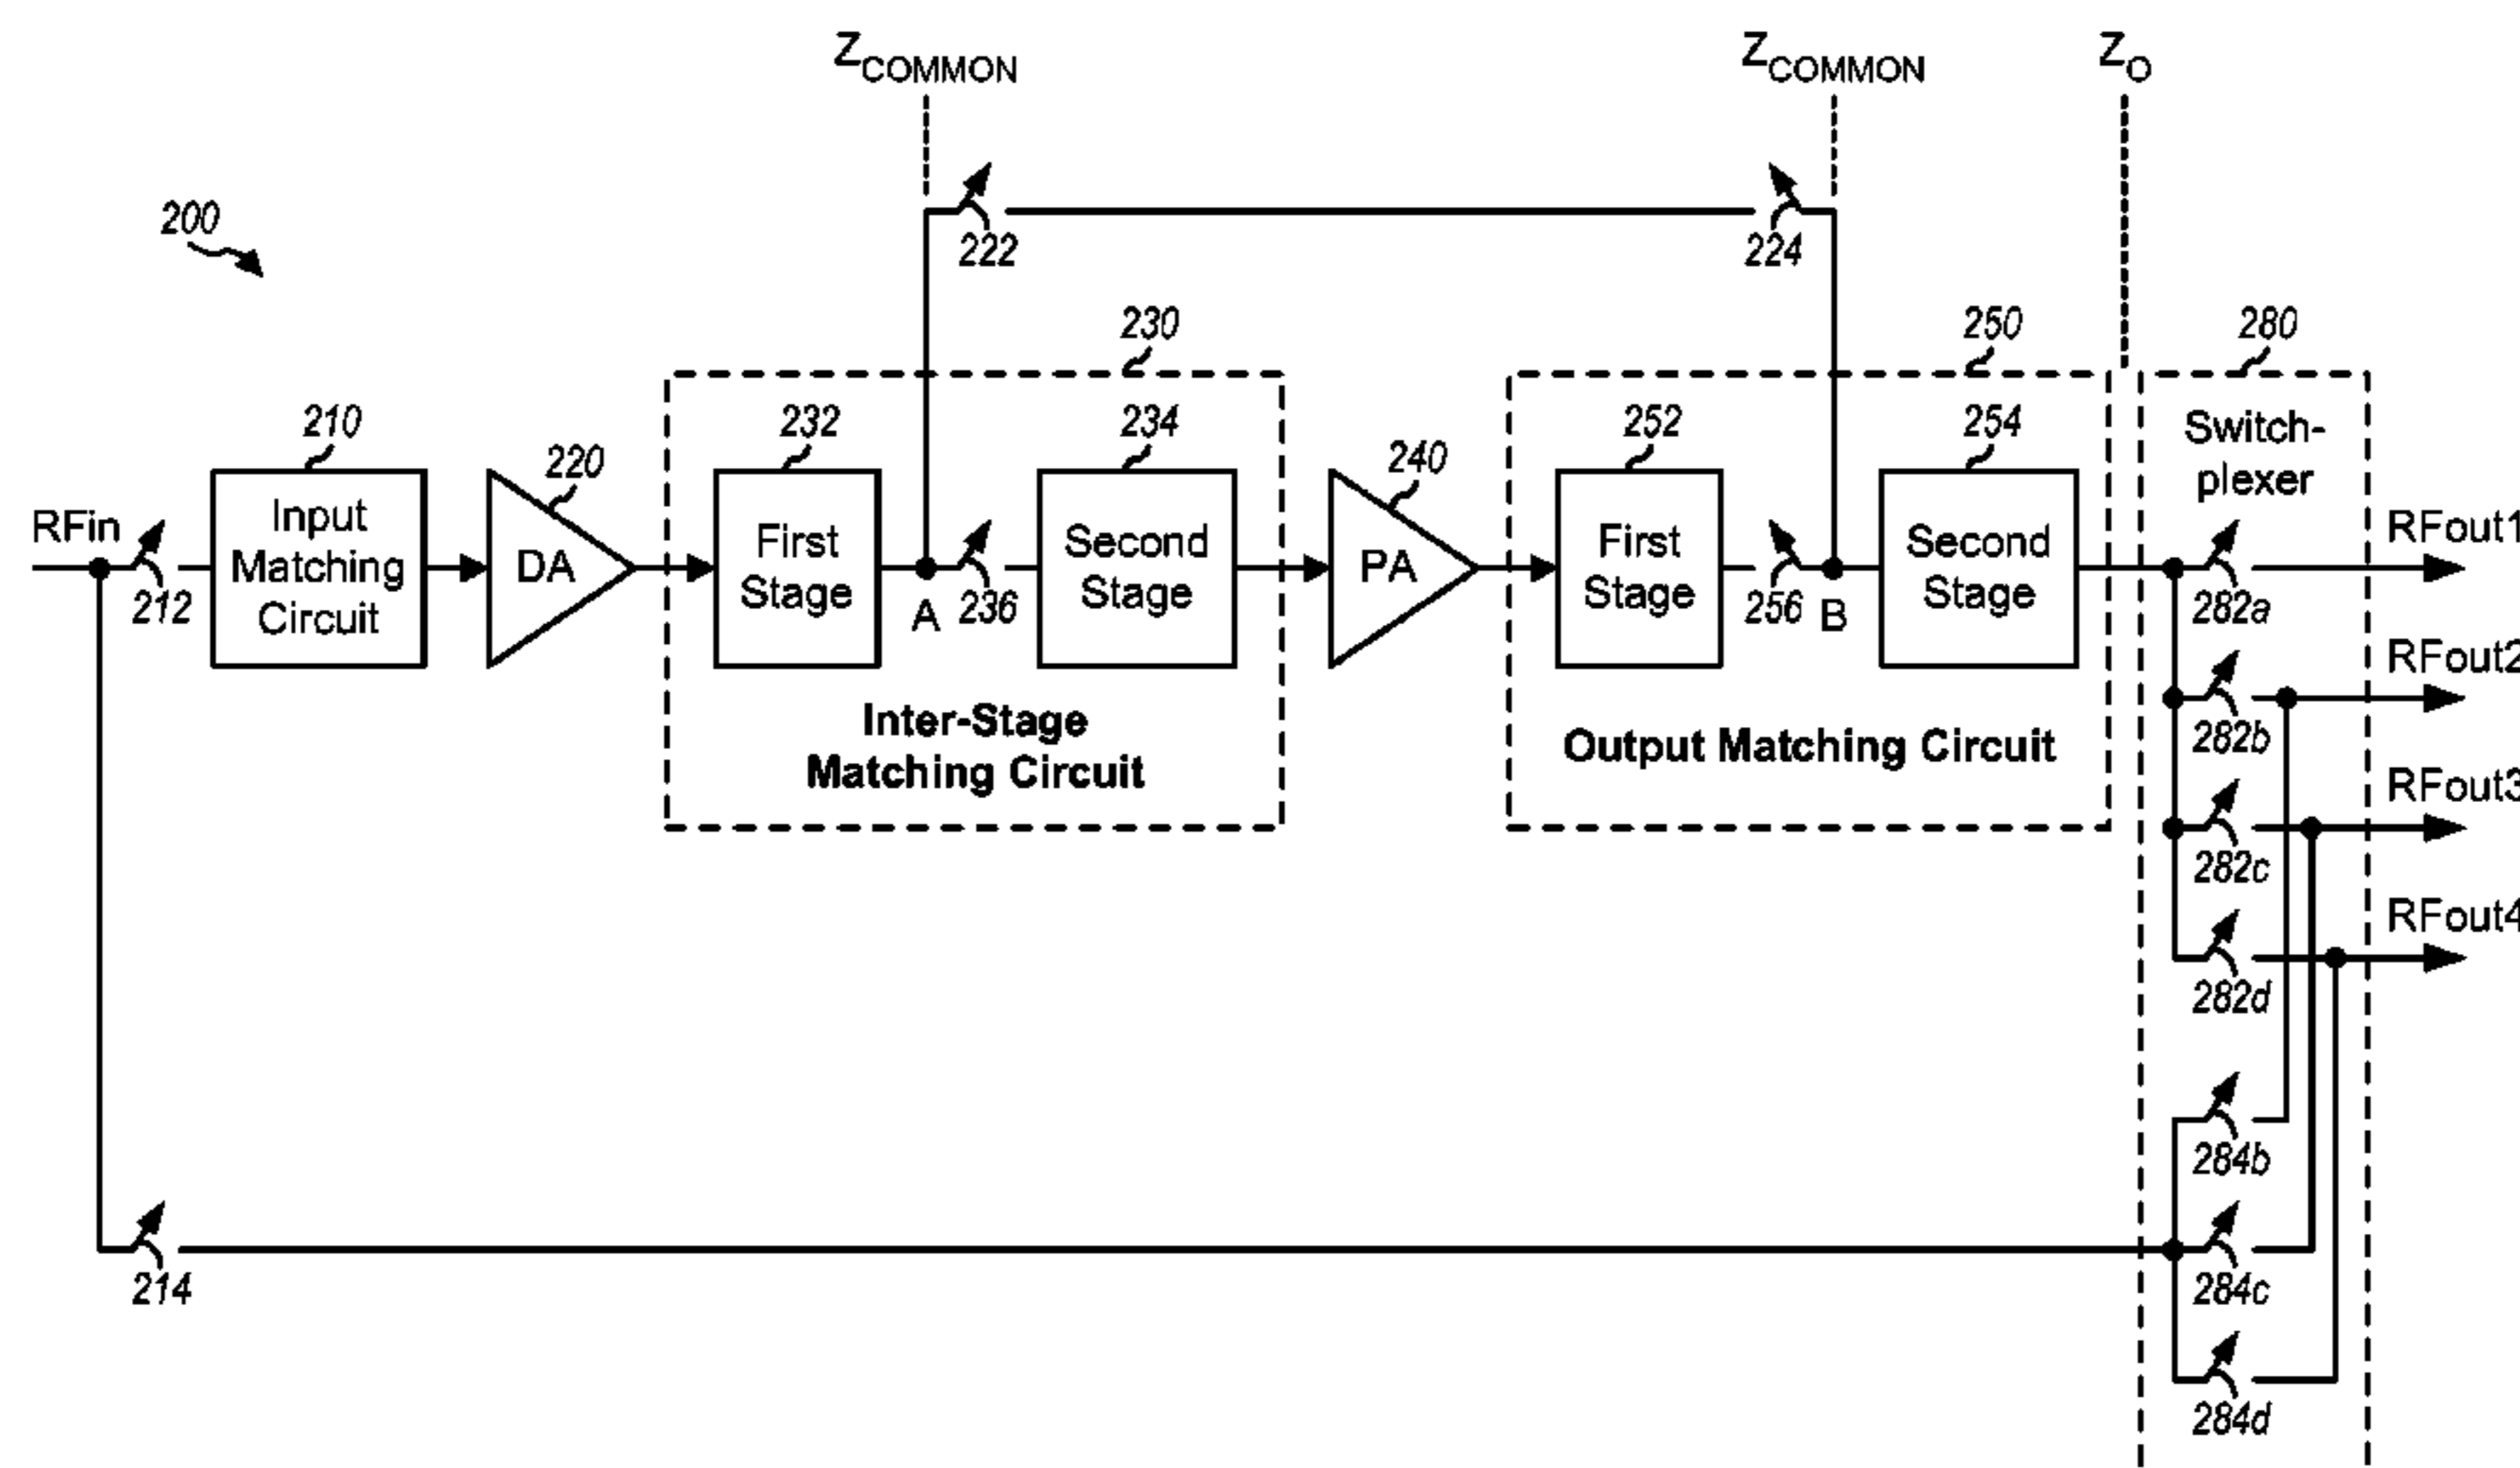 Z_COMMON
Z_COMMON
Z_O
200
222
224
230
250
280
210
220
232
234
240
252
254
Switch-
plexer
RFin
212
Input
Matching
Circuit
DA
First
Stage
A
236
Second
Stage
PA
First
Stage
256
B
Second
Stage
282a
RFout1
Inter-Stage
Matching Circuit
Output Matching Circuit
282b
RFout2
282c
RFout3
282d
RFout4
284b
214
284c
284d